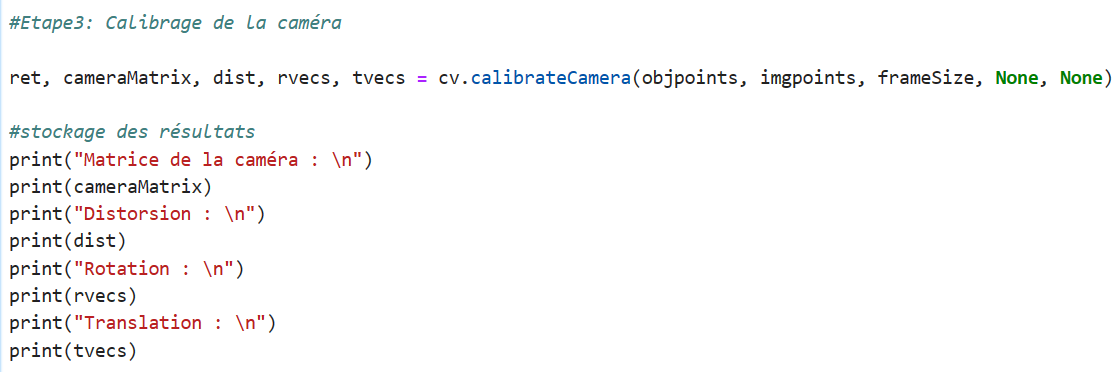 #Etape3: Calibrage de la caméra
ret, cameraMatrix, dist, rvecs, tvecs = cv.calibrateCamera(objpoints, imgpoints, frameSize, None, None)
#stockage des résultats
print("Matrice de la caméra : \n")
print(cameraMatrix)
print("Distorsion : \n")
print(dist)
print("Rotation : \n")
print(rvecs)
print("Translation : \n")
print(tvecs)